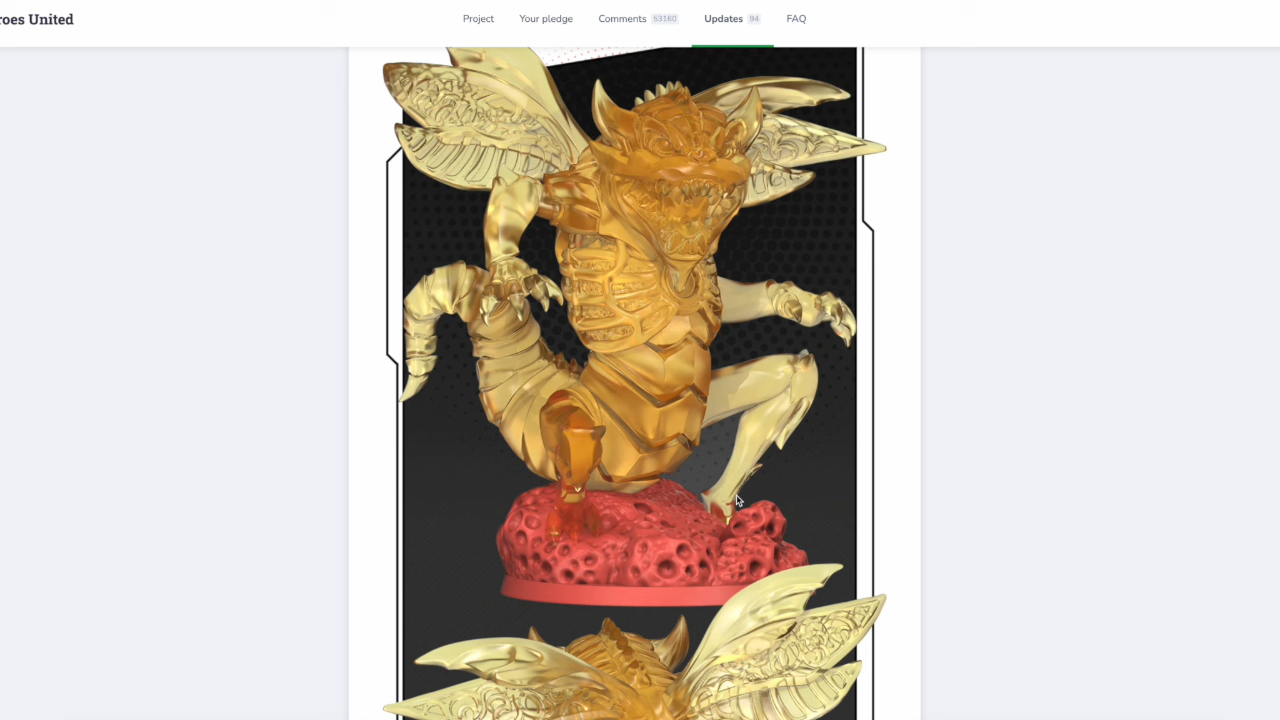 roes United
Project
Your pledge
Comments 53160
Updates 94
FAQ